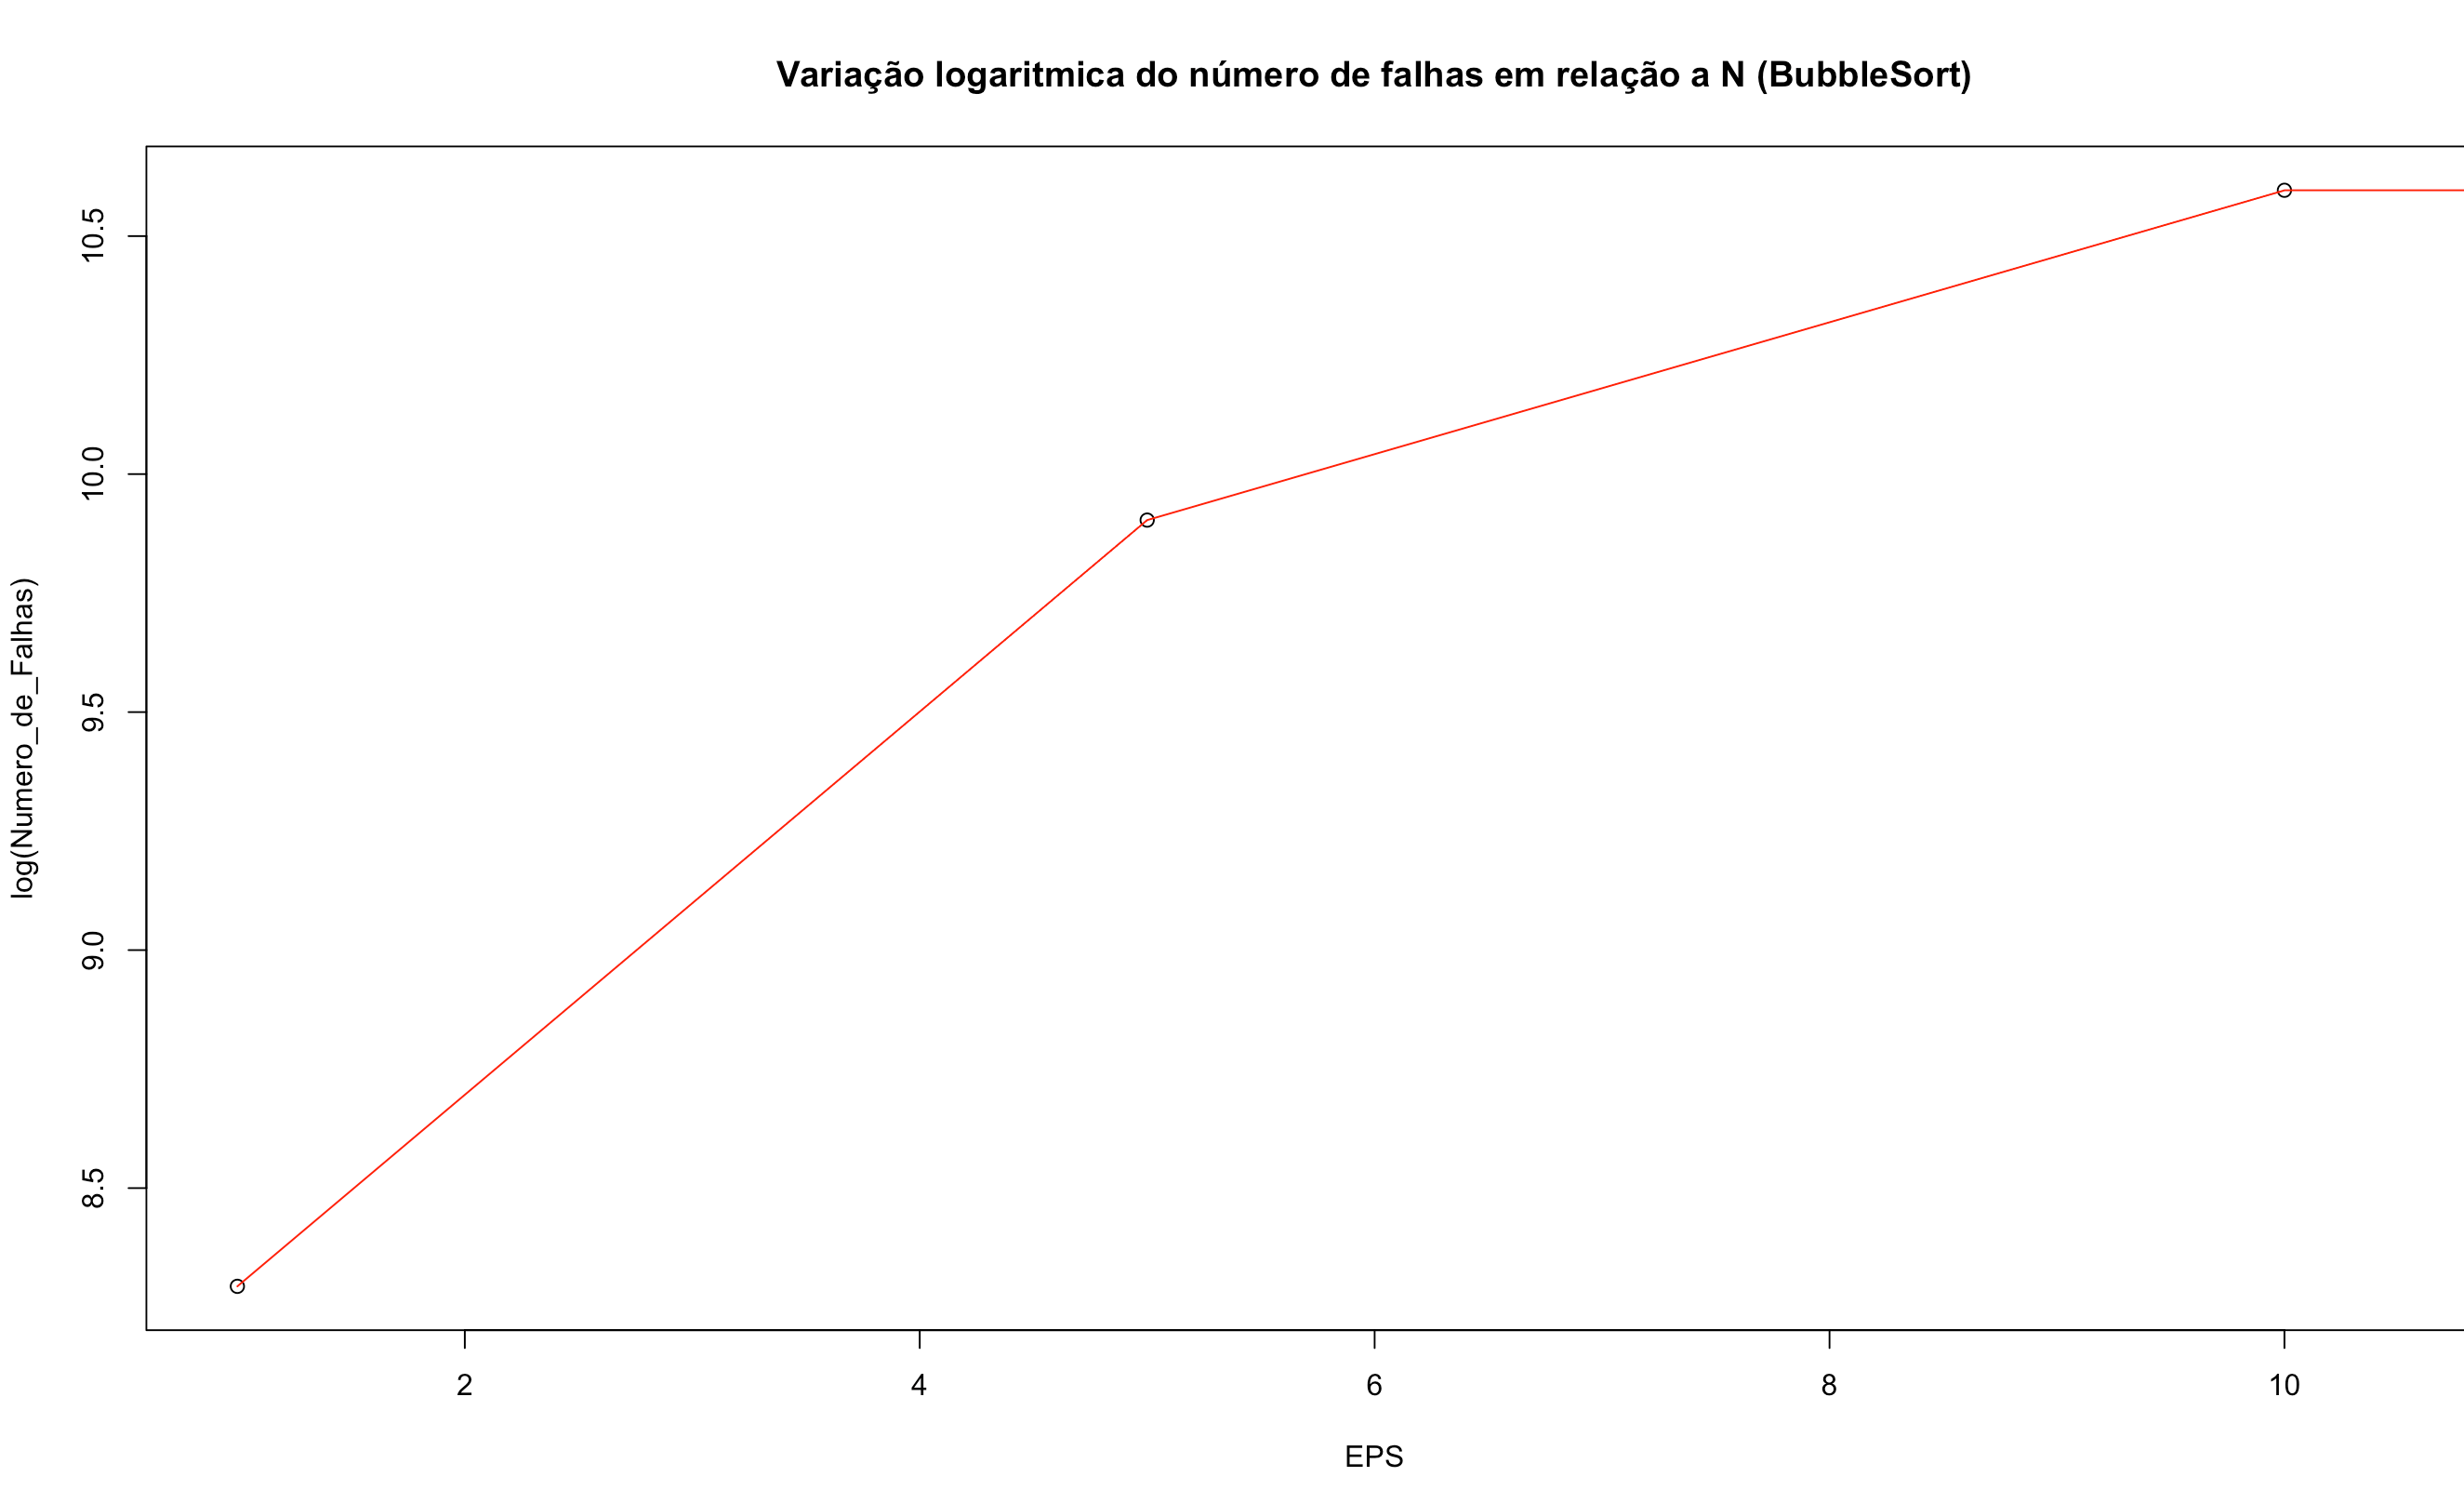 Variação logaritmica do número de falhas em relação a N (BubbleSort)
log(Numero_de_Falhas)
10.5
10.0
9.5
9.0
8.5
2 4 6 8 10
EPS